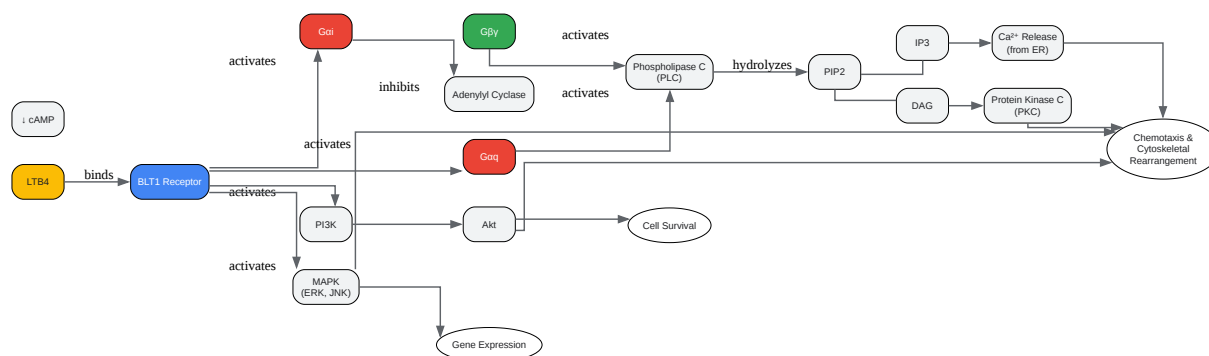 Gαi
Gβγ
activates
IP3
Ca²⁺ Release
(from ER)
activates
Phospholipase C
(PLC)
hydrolyzes
PIP2
inhibits
Adenylyl Cyclase
activates
DAG
Protein Kinase C
(PKC)
↓ cAMP
activates
Gαq
Chemotaxis &
Cytoskeletal
Rearrangement
LTB4
binds
BLT1 Receptor
activates
PI3K
Akt
Cell Survival
activates
MAPK
(ERK, JNK)
Gene Expression